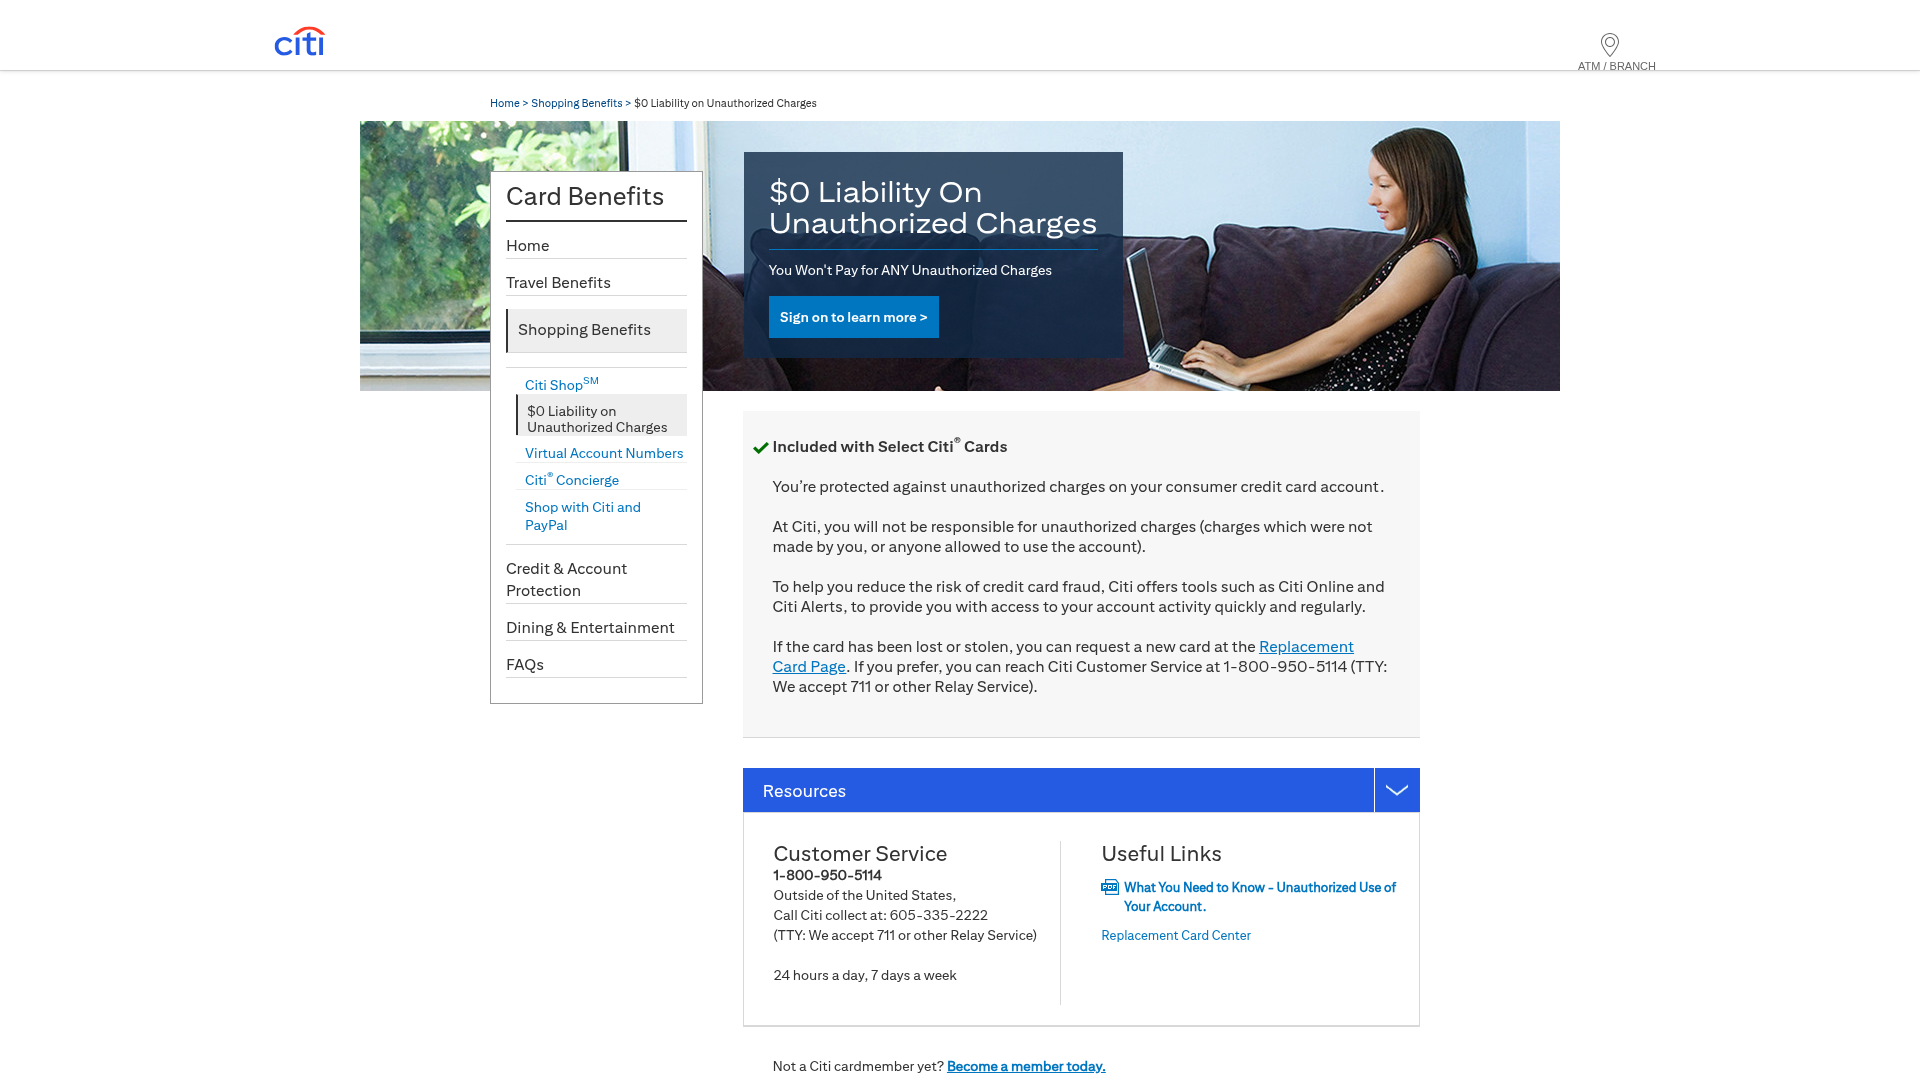 citi
ATM / BRANCH
Home > Shopping Benefits > $0 Liability on Unauthorized Charges
Card Benefits
Home
Travel Benefits
Shopping Benefits
Citi Shop℠
$0 Liability on
Unauthorized Charges
Virtual Account Numbers
Citi® Concierge
Shop with Citi and
PayPal
Credit & Account
Protection
Dining & Entertainment
FAQs
$0 Liability On
Unauthorized Charges
You Won't Pay for ANY Unauthorized Charges
Sign on to learn more >
Included with Select Citi® Cards
You’re protected against unauthorized charges on your consumer credit card account.
At Citi, you will not be responsible for unauthorized charges (charges which were not
made by you, or anyone allowed to use the account).
To help you reduce the risk of credit card fraud, Citi offers tools such as Citi Online and
Citi Alerts, to provide you with access to your account activity quickly and regularly.
If the card has been lost or stolen, you can request a new card at the Replacement
Card Page. If you prefer, you can reach Citi Customer Service at 1-800-950-5114 (TTY:
We accept 711 or other Relay Service).
Resources
Customer Service
1-800-950-5114
Outside of the United States,
Call Citi collect at: 605-335-2222
(TTY: We accept 711 or other Relay Service)
24 hours a day, 7 days a week
Useful Links
PDF What You Need to Know - Unauthorized Use of
Your Account.
Replacement Card Center
Not a Citi cardmember yet? Become a member today.